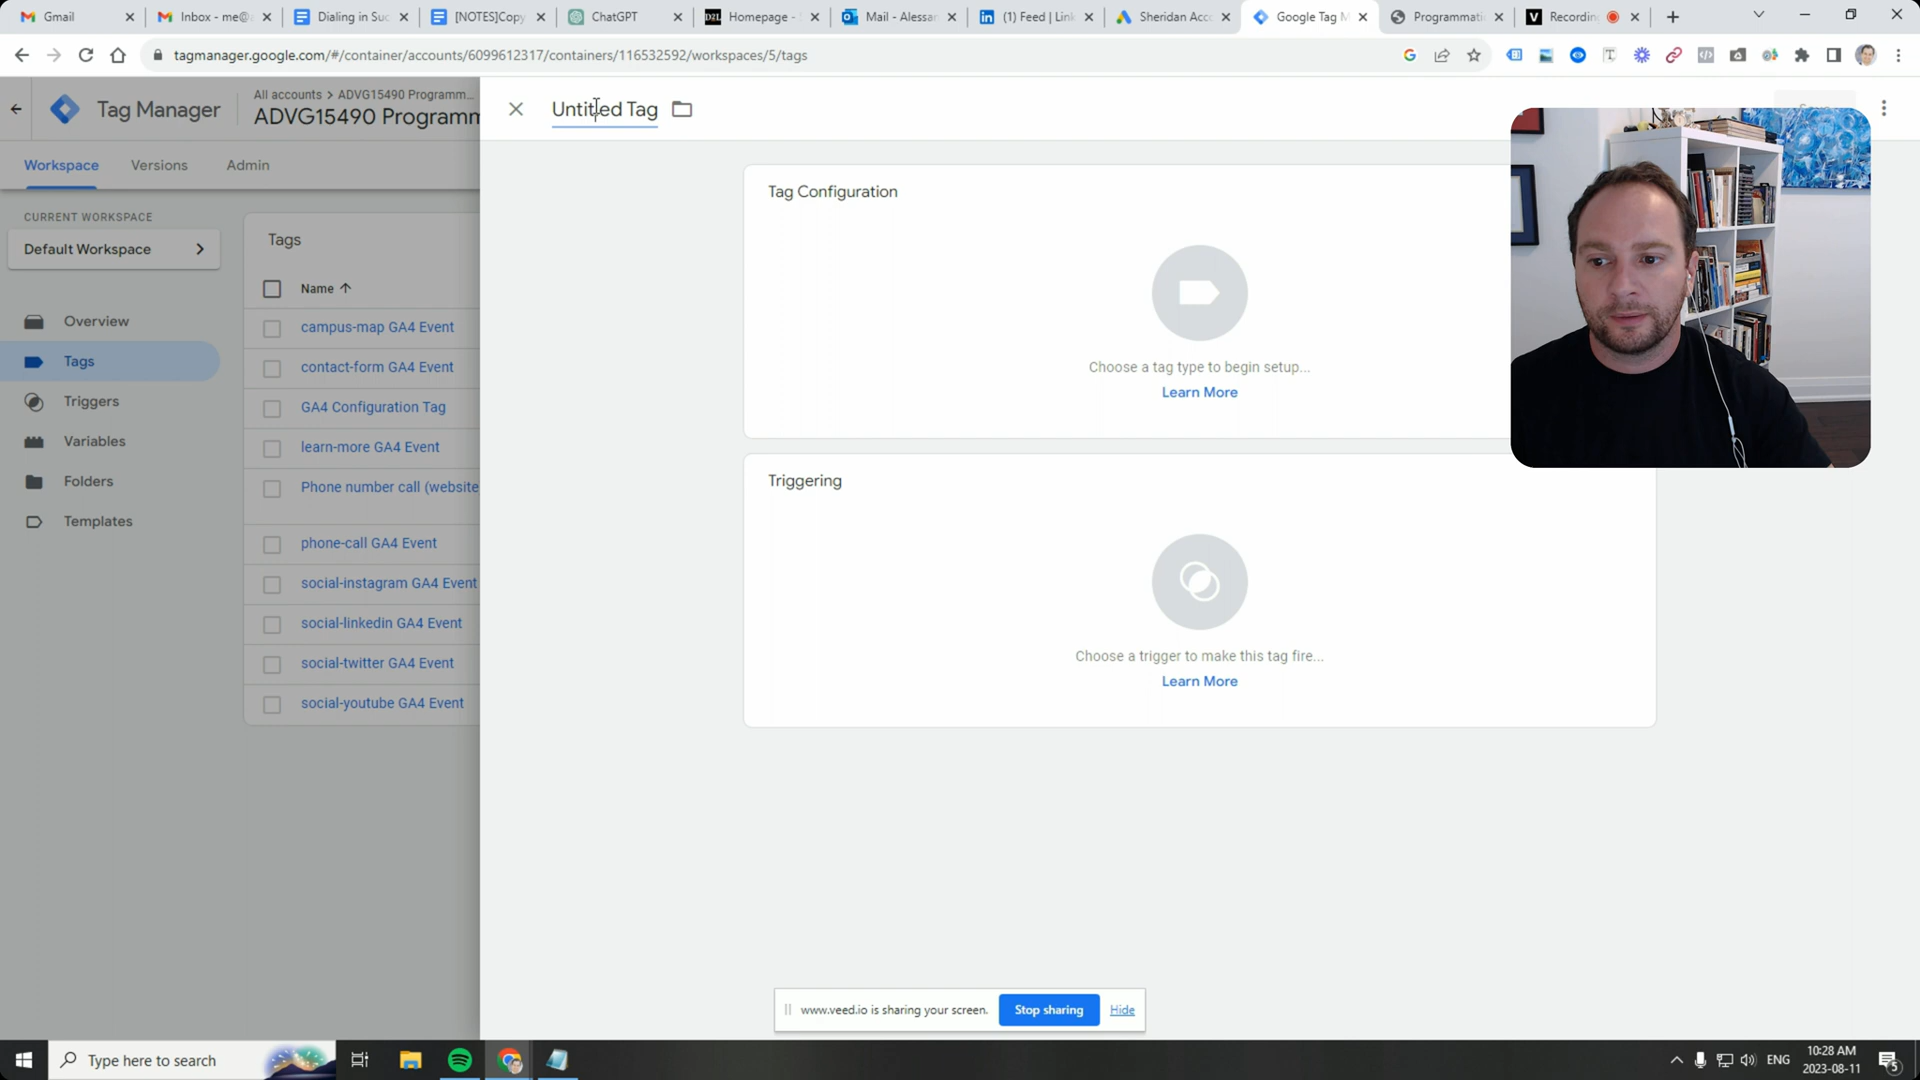 Gmail
Inbox - me@
Dialing in Suc
[NOTES]Copy
ChatGPT
D2L
Homepage -
Mail - Alessan
in
(1) Feed | Link
Sheridan Acc
Google Tag M
Programmati
V
Recording
tagmanager.google.com/#/container/accounts/6099612317/containers/116532592/workspaces/5/tags
Tag Manager
All accounts > ADVG15490 Programm...
ADVG15490 Programm
Untitled Tag
Workspace
Versions
Admin
CURRENT WORKSPACE
Default Workspace
Overview
Tags
Triggers
Variables
Folders
Templates
Tags
Name
campus-map GA4 Event
contact-form GA4 Event
GA4 Configuration Tag
learn-more GA4 Event
Phone number call (website
phone-call GA4 Event
social-instagram GA4 Event
social-linkedin GA4 Event
social-twitter GA4 Event
social-youtube GA4 Event
Tag Configuration
Choose a tag type to begin setup...
Learn More
Triggering
Choose a trigger to make this tag fire...
Learn More
www.veed.io is sharing your screen.
Stop sharing
Hide
Type here to search
ENG
10:28 AM
2023-08-11
5